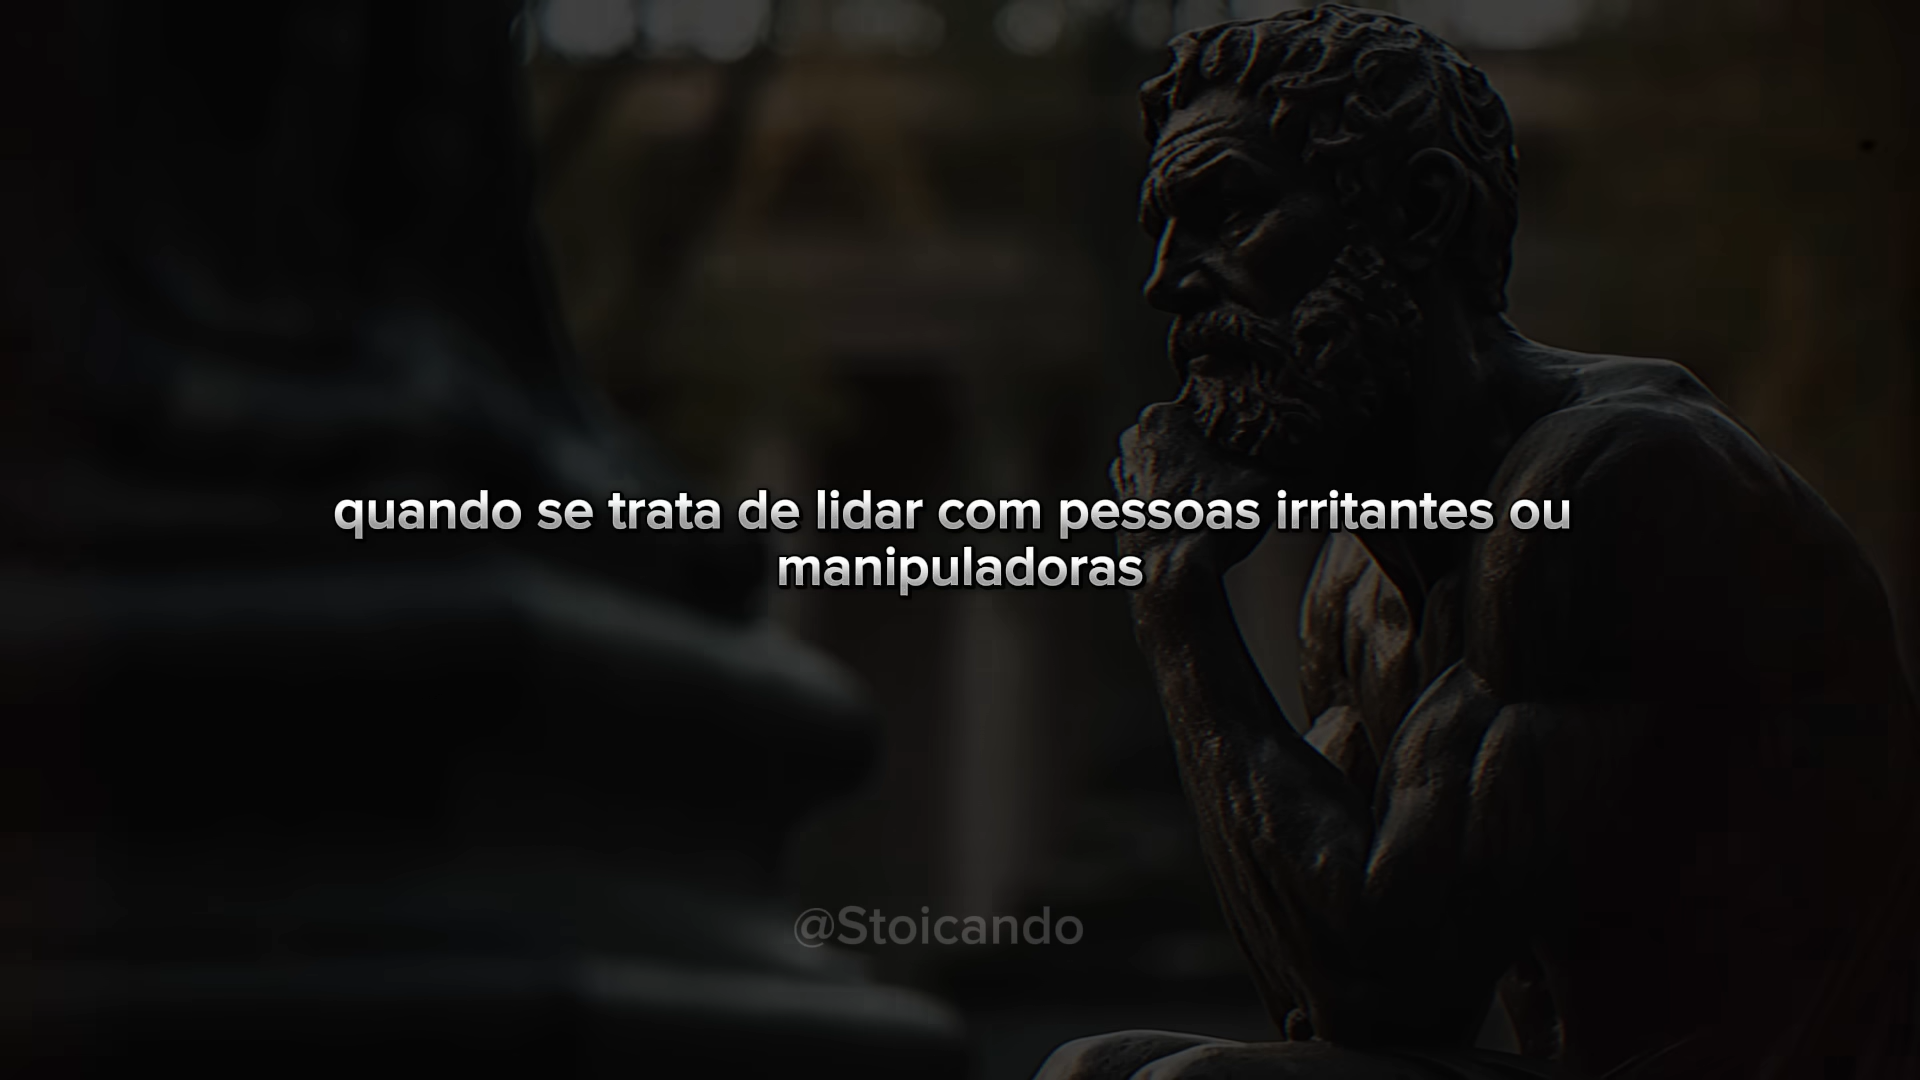 quando se trata de lidar com pessoas irritantes ou
manipuladoras
@Stoicando